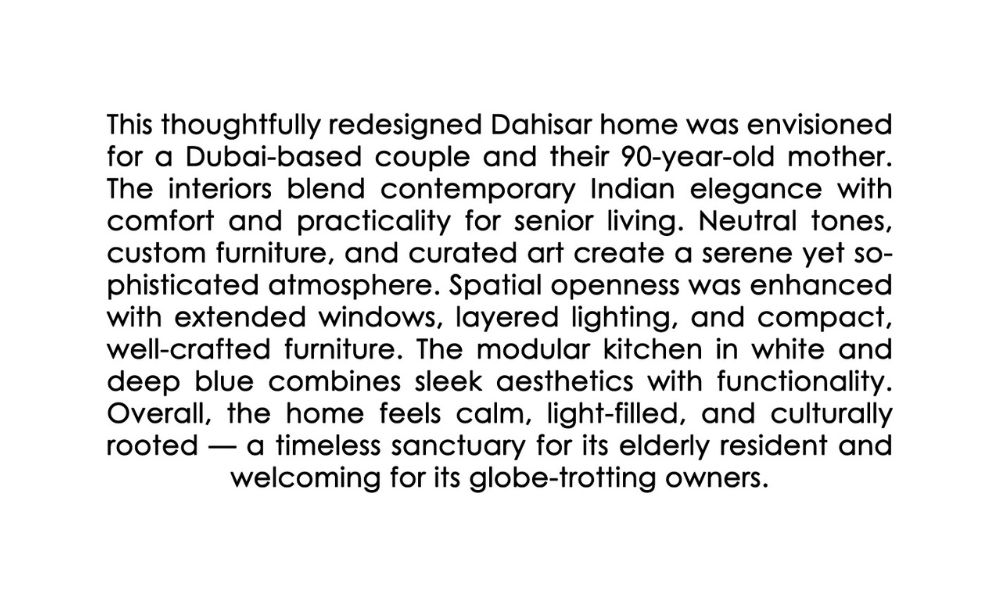 This thoughtfully redesigned Dahisar home was envisioned
for a Dubai-based couple and their 90-year-old mother.
The interiors blend contemporary Indian elegance with
comfort and practicality for senior living. Neutral tones,
custom furniture, and curated art create a serene yet so-
phisticated atmosphere. Spatial openness was enhanced
with extended windows, layered lighting, and compact,
well-crafted furniture. The modular kitchen in white and
deep blue combines sleek aesthetics with functionality.
Overall, the home feels calm, light-filled, and culturally
rooted — a timeless sanctuary for its elderly resident and
welcoming for its globe-trotting owners.